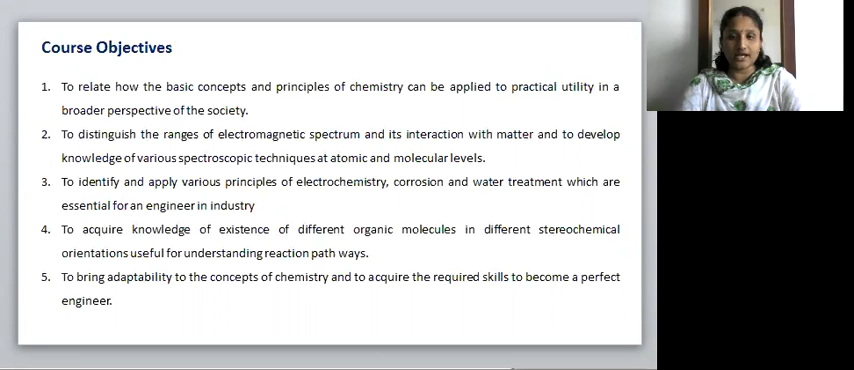 Course Objectives
1. To relate how the basic concepts and principles of chemistry can be applied to practical utility in a
broader perspective of the society.
2. To distinguish the ranges of electromagnetic spectrum and its interaction with matter and to develop
knowledge of various spectroscopic techniques at atomic and molecular levels.
3. To identify and apply various principles of electrochemistry, corrosion and water treatment which are
essential for an engineer in industry
4. To acquire knowledge of existence of different organic molecules in different stereochemical
orientations useful for understanding reaction path ways.
5. To bring adaptability to the concepts of chemistry and to acquire the required skills to become a perfect
engineer.